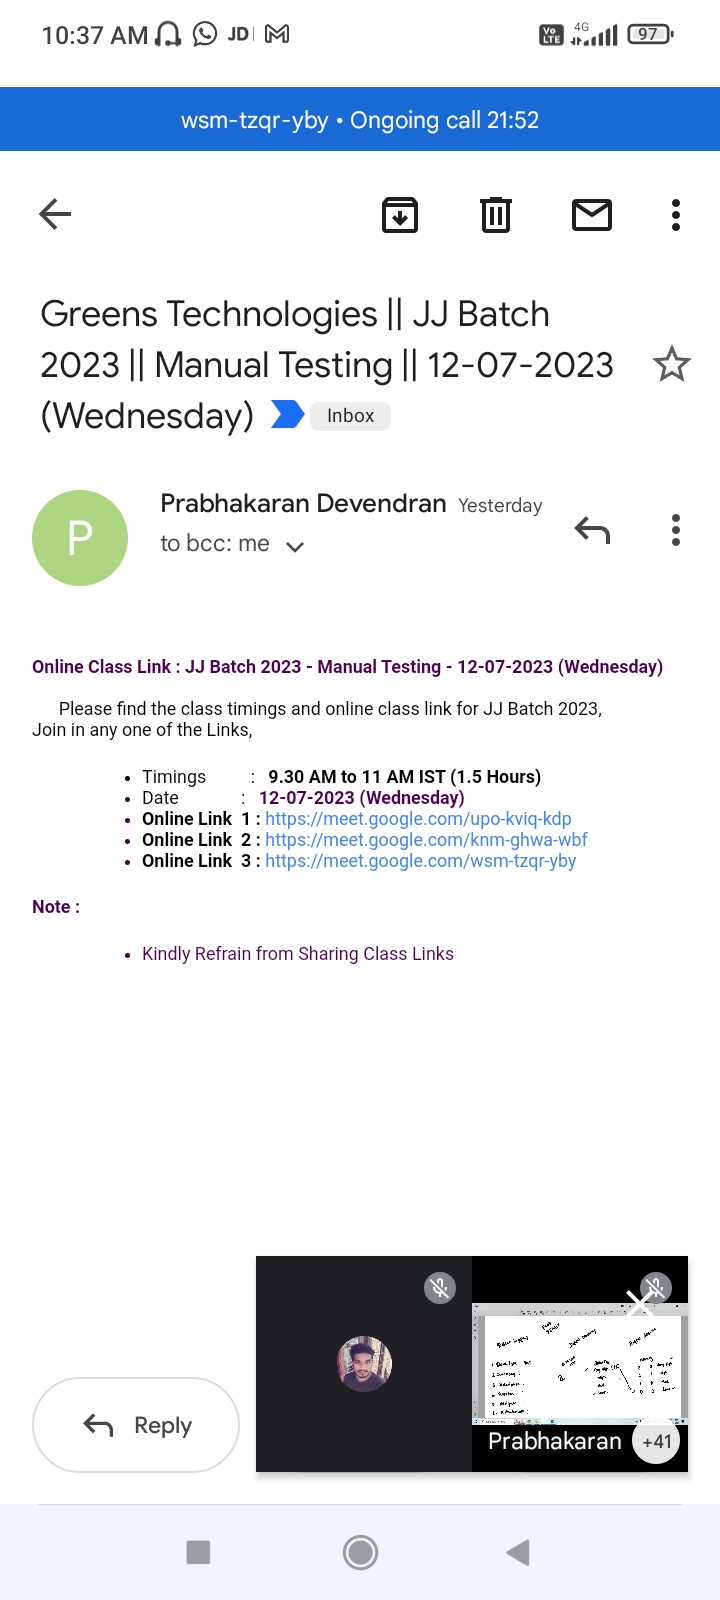 10:37 AM JD Vo LTE 4G 97
wsm-tzqr-yby • Ongoing call 21:52
Greens Technologies || JJ Batch
2023 || Manual Testing || 12-07-2023
(Wednesday) Inbox
P
Prabhakaran Devendran Yesterday
to bcc: me
Online Class Link : JJ Batch 2023 - Manual Testing - 12-07-2023 (Wednesday)
Please find the class timings and online class link for JJ Batch 2023,
Join in any one of the Links,
• Timings : 9.30 AM to 11 AM IST (1.5 Hours)
• Date : 12-07-2023 (Wednesday)
• Online Link 1 : https://meet.google.com/upo-kviq-kdp
• Online Link 2 : https://meet.google.com/knm-ghwa-wbf
• Online Link 3 : https://meet.google.com/wsm-tzqr-yby
Note :
• Kindly Refrain from Sharing Class Links
Reply
Prabhakaran +41